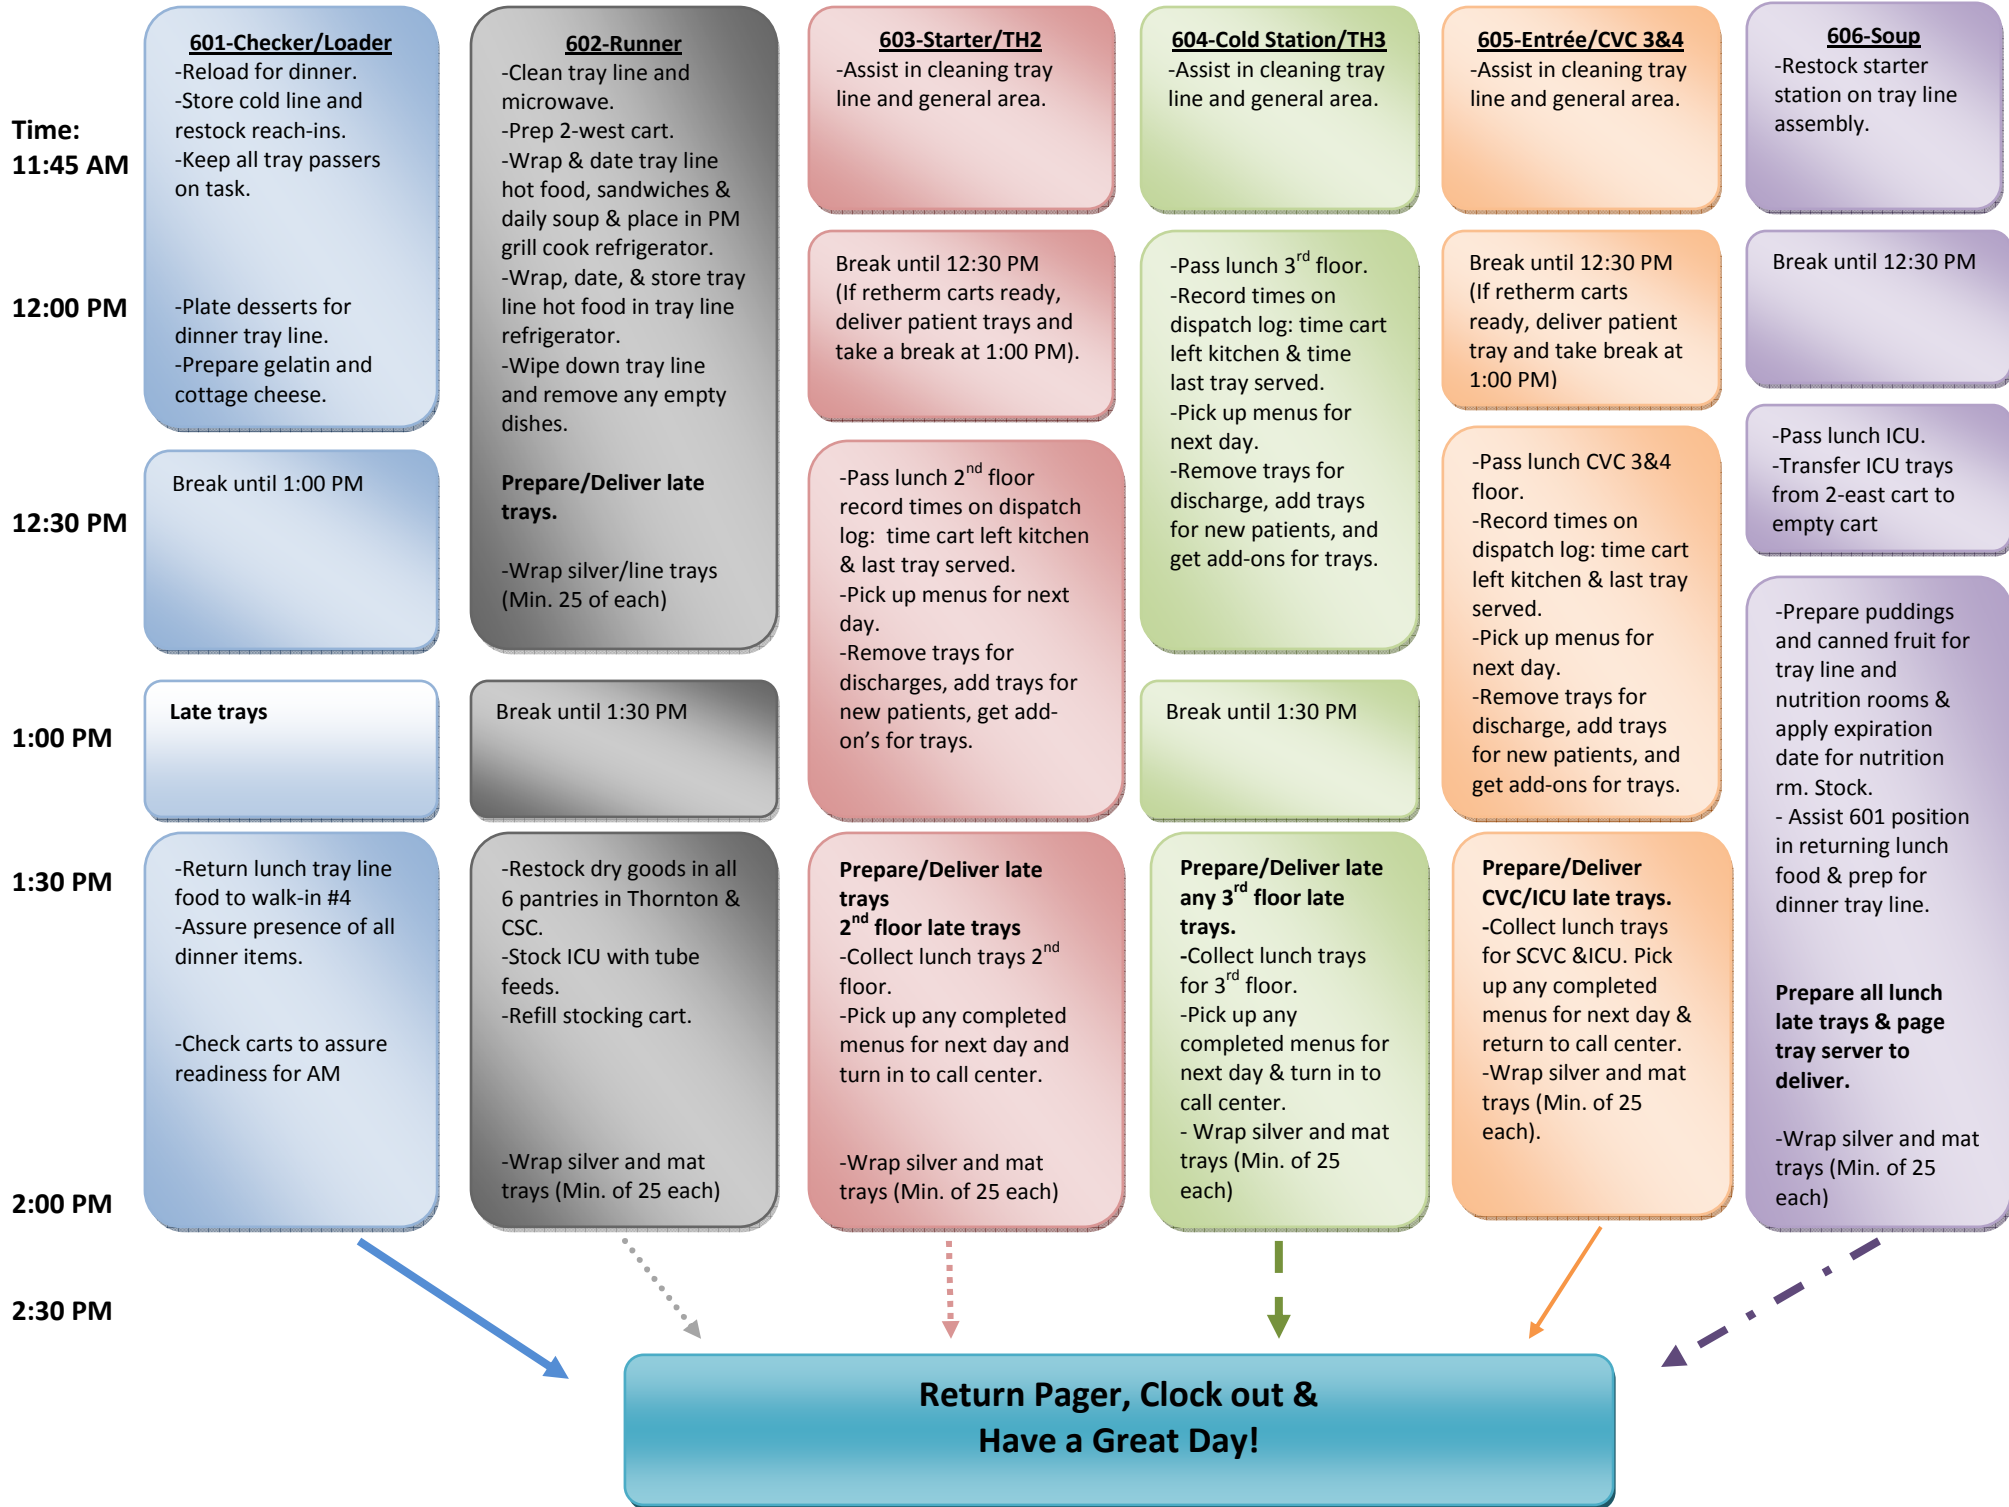 Time:
11:45 AM
12:00 PM
12:30 PM
1:00 PM
1:30 PM
2:00 PM
2:30 PM
601-Checker/Loader
-Reload for dinner.
-Store cold line and
restock reach-ins.
-Keep all tray passers
on task.
-Plate desserts for
dinner tray line.
-Prepare gelatin and
cottage cheese.
Break until 1:00 PM
Late trays
-Return lunch tray line
food to walk-in #4
-Assure presence of all
dinner items.
-Check carts to assure
readiness for AM
602-Runner
-Clean tray line and
microwave.
-Prep 2-west cart.
-Wrap & date tray line
hot food, sandwiches &
daily soup & place in PM
grill cook refrigerator.
-Wrap, date, & store tray
line hot food in tray line
refrigerator.
-Wipe down tray line
and remove any empty
dishes.
Prepare/Deliver late
trays.
-Wrap silver/line trays
(Min. 25 of each)
Break until 1:30 PM
-Restock dry goods in all
6 pantries in Thornton &
CSC.
-Stock ICU with tube
feeds.
-Refill stocking cart.
-Wrap silver and mat
trays (Min. of 25 each)
603-Starter/TH2
-Assist in cleaning tray
line and general area.
Break until 12:30 PM
(If retherm carts ready,
deliver patient trays and
take a break at 1:00 PM).
-Pass lunch 2nd floor
record times on dispatch
log:  time cart left kitchen
& last tray served.
-Pick up menus for next
day.
-Remove trays for
discharges, add trays for
new patients, get add-
on's for trays.
Prepare/Deliver late
trays
2nd floor late trays
-Collect lunch trays 2nd
floor.
-Pick up any completed
menus for next day and
turn in to call center.
-Wrap silver and mat
trays (Min. of 25 each)
604-Cold Station/TH3
-Assist in cleaning tray
line and general area.
-Pass lunch 3rd floor.
-Record times on
dispatch log: time cart
left kitchen & time
last tray served.
-Pick up menus for
next day.
-Remove trays for
discharge, add trays
for new patients, and
get add-ons for trays.
Break until 1:30 PM
Prepare/Deliver late
any 3rd floor late
trays.
-Collect lunch trays
for 3rd floor.
-Pick up any
completed menus for
next day & turn in to
call center.
- Wrap silver and mat
trays (Min. of 25
each)
605-Entrée/CVC 3&4
-Assist in cleaning tray
line and general area.
Break until 12:30 PM
(If retherm carts
ready, deliver patient
tray and take break at
1:00 PM)
-Pass lunch CVC 3&4
floor.
-Record times on
dispatch log: time cart
left kitchen & last tray
served.
-Pick up menus for
next day.
-Remove trays for
discharge, add trays
for new patients, and
get add-ons for trays.
Prepare/Deliver
CVC/ICU late trays.
-Collect lunch trays
for SCVC &ICU. Pick
up any completed
menus for next day &
return to call center.
-Wrap silver and mat
trays (Min. of 25
each).
606-Soup
-Restock starter
station on tray line
assembly.
Break until 12:30 PM
-Pass lunch ICU.
-Transfer ICU trays
from 2-east cart to
empty cart
-Prepare puddings
and canned fruit for
tray line and
nutrition rooms &
apply expiration
date for nutrition
rm. Stock.
- Assist 601 position
in returning lunch
food & prep for
dinner tray line.
Prepare all lunch
late trays & page
tray server to
deliver.
-Wrap silver and mat
trays (Min. of 25
each)
Return Pager, Clock out &
Have a Great Day!